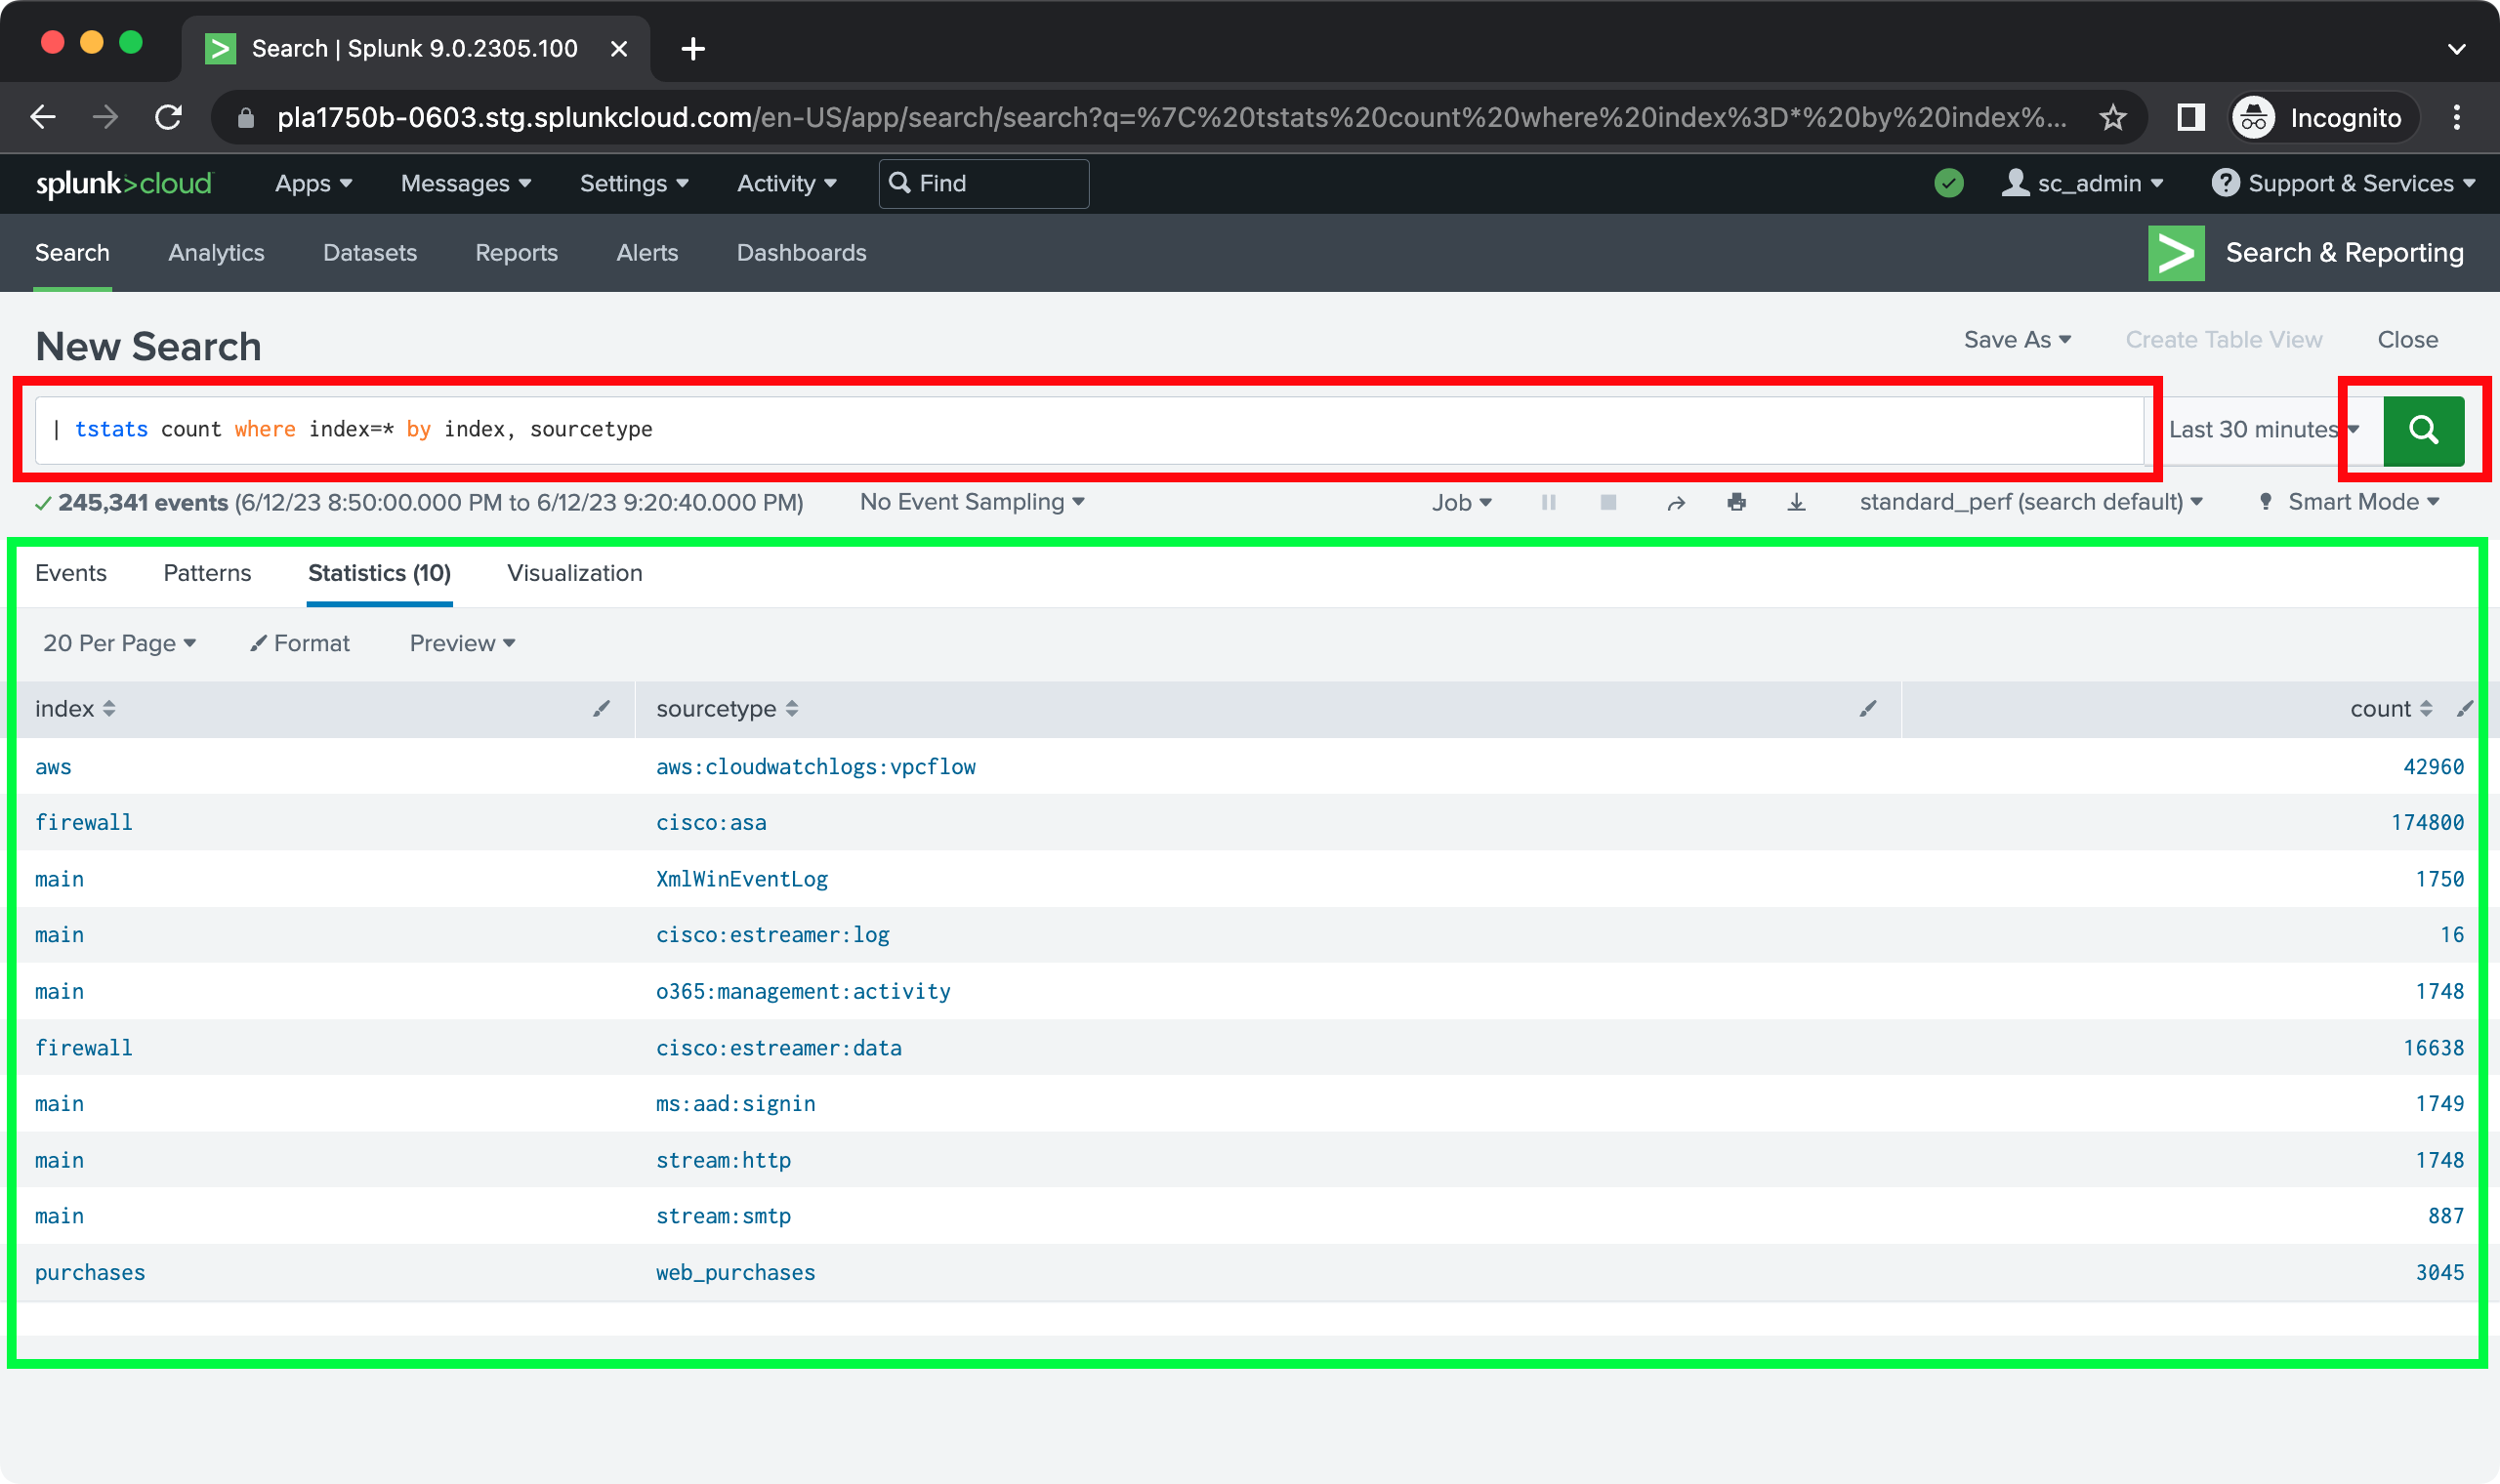 Search | Splunk 9.0.2305.100
pla1750b-0603.stg.splunkcloud.com/en-US/app/search/search?q=%7C%20tstats%20count%20where%20index%3D*%20by%20index%... Incognito
splunk>cloud Apps Messages Settings Activity Find sc_admin ? Support & Services
Search Analytics Datasets Reports Alerts Dashboards > Search & Reporting
New Search Save As Create Table View Close
| tstats count where index=* by index, sourcetype Last 30 minutes
245,341 events (6/12/23 8:50:00.000 PM to 6/12/23 9:20:40.000 PM) No Event Sampling Job standard_perf (search default) Smart Mode
Events Patterns Statistics (10) Visualization
20 Per Page Format Preview
index sourcetype count
aws aws:cloudwatchlogs:vpcflow 42960
firewall cisco:asa 174800
main XmlWinEventLog 1750
main cisco:estreamer:log 16
main o365:management:activity 1748
firewall cisco:estreamer:data 16638
main ms:aad:signin 1749
main stream:http 1748
main stream:smtp 887
purchases web_purchases 3045